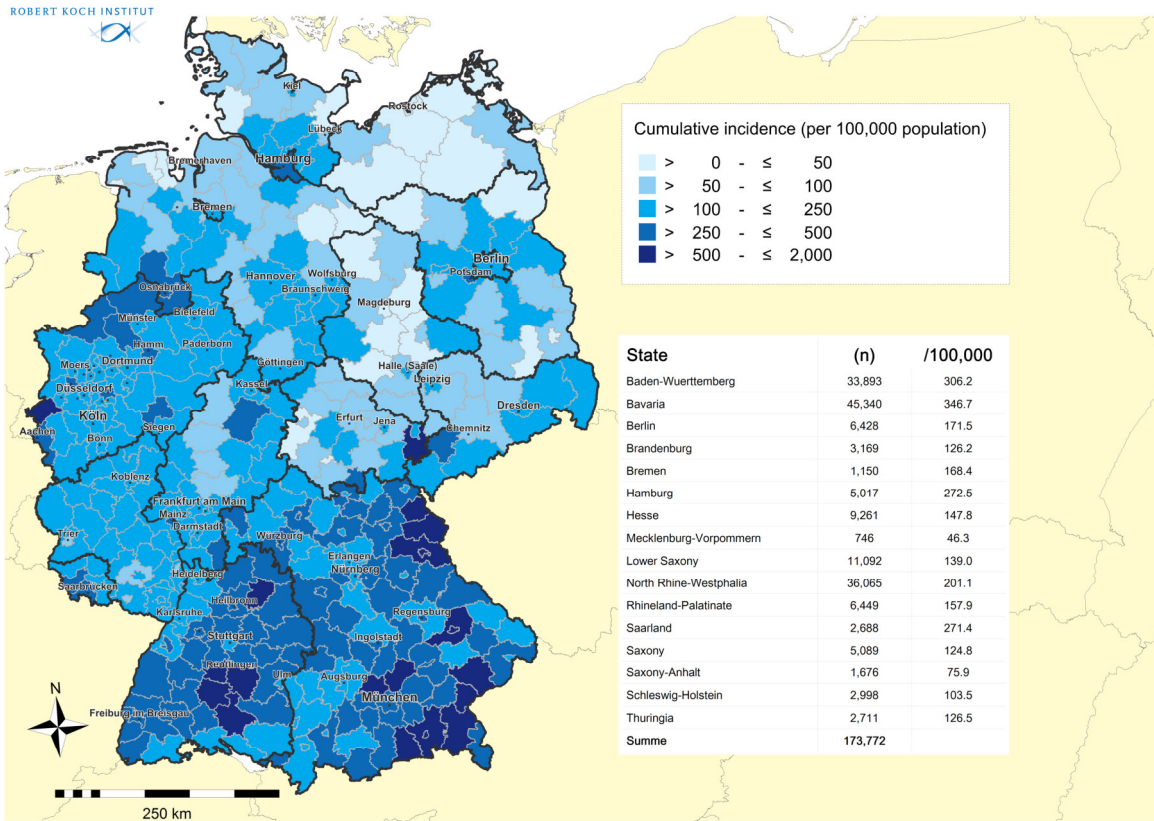 ROBERT KOCH INSTITUT
Kiel
Rostock
Lübeck
Bremerhaven
Hamburg
Bremen
Berlin
Potsdam
Hannover
Wolfsburg
Braunschweig
Osnabrück
Magdeburg
Münster
Bielefeld
Hamm
Paderborn
Moers
Dortmund
Göttingen
Halle (Saale)
Leipzig
Düsseldorf
Kassel
Köln
Dresden
Erfurt
Jena
Chemnitz
Siegen
Aachen
Bonn
Koblenz
Frankfurt am Main
Mainz
Darmstadt
Trier
Würzburg
Erlangen
Nürnberg
Heidelberg
Saarbrücken
Heilbronn
Karlsruhe
Regensburg
Stuttgart
Ingolstadt
Reutlingen
Ulm
Augsburg
München
Freiburg im Breisgau
N
250 km
Cumulative incidence (per 100,000 population)
> 0 - ≤ 50
> 50 - ≤ 100
> 100 - ≤ 250
> 250 - ≤ 500
> 500 - ≤ 2,000
State (n) /100,000
Baden-Wuerttemberg 33,893 306.2
Bavaria 45,340 346.7
Berlin 6,428 171.5
Brandenburg 3,169 126.2
Bremen 1,150 168.4
Hamburg 5,017 272.5
Hesse 9,261 147.8
Mecklenburg-Vorpommern 746 46.3
Lower Saxony 11,092 139.0
North Rhine-Westphalia 36,065 201.1
Rhineland-Palatinate 6,449 157.9
Saarland 2,688 271.4
Saxony 5,089 124.8
Saxony-Anhalt 1,676 75.9
Schleswig-Holstein 2,998 103.5
Thuringia 2,711 126.5
Summe 173,772